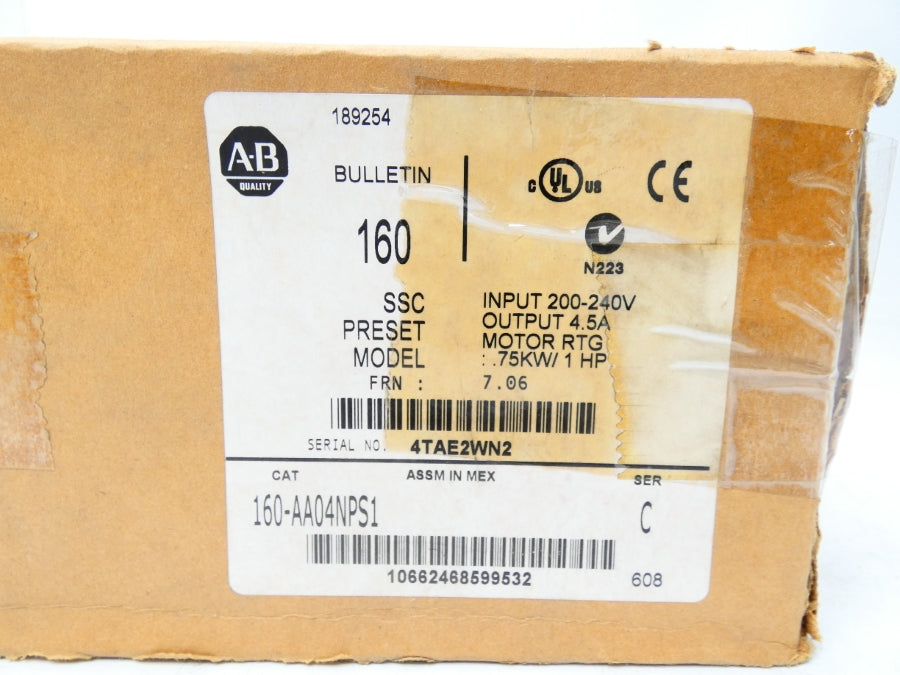 189254
A-B
QUALITY
BULLETIN
160
C UL US
CE
N223
SSC
PRESET
MODEL
INPUT 200-240V
OUTPUT 4.5A
MOTOR RTG
: .75KW/ 1 HP
FRN : 7.06
SERIAL NO. 4TAE2WN2
CAT ASSM IN MEX SER
160-AA04NPS1 C
10662468599532
608